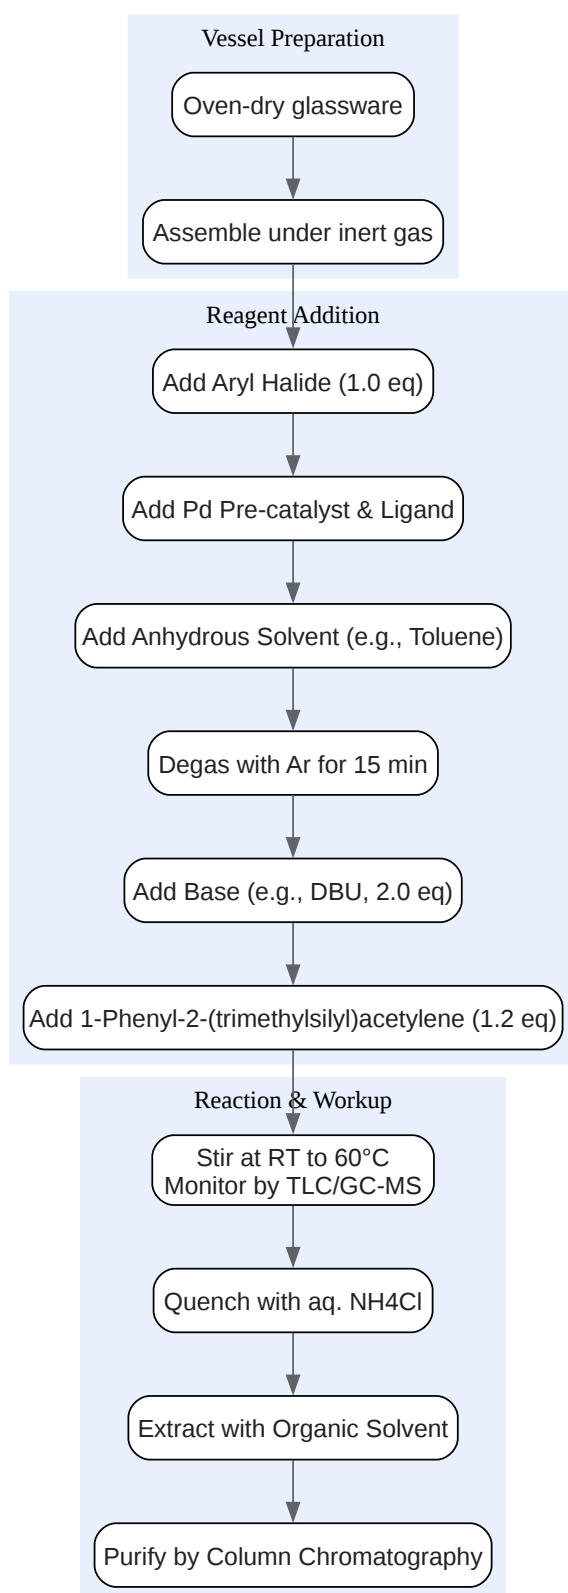 Vessel Preparation
Oven-dry glassware
Assemble under inert gas
Reagent Addition
Add Aryl Halide (1.0 eq)
Add Pd Pre-catalyst & Ligand
Add Anhydrous Solvent (e.g., Toluene)
Degas with Ar for 15 min
Add Base (e.g., DBU, 2.0 eq)
Add 1-Phenyl-2-(trimethylsilyl)acetylene (1.2 eq)
Reaction & Workup
Stir at RT to 60°C
Monitor by TLC/GC-MS
Quench with aq. NH4Cl
Extract with Organic Solvent
Purify by Column Chromatography